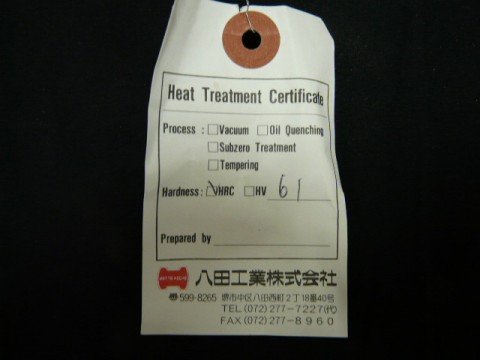 Heat Treatment Certificate
Process : □Vacuum □Oil Quenching
□Subzero Treatment
□Tempering
Hardness: ☑HRC □HV 61
Prepared by
八田工業株式会社
〠599-8265 堺市中区八田西町2丁18番40号
TEL (072) 277-7227㈹
FAX (072) 277-8960